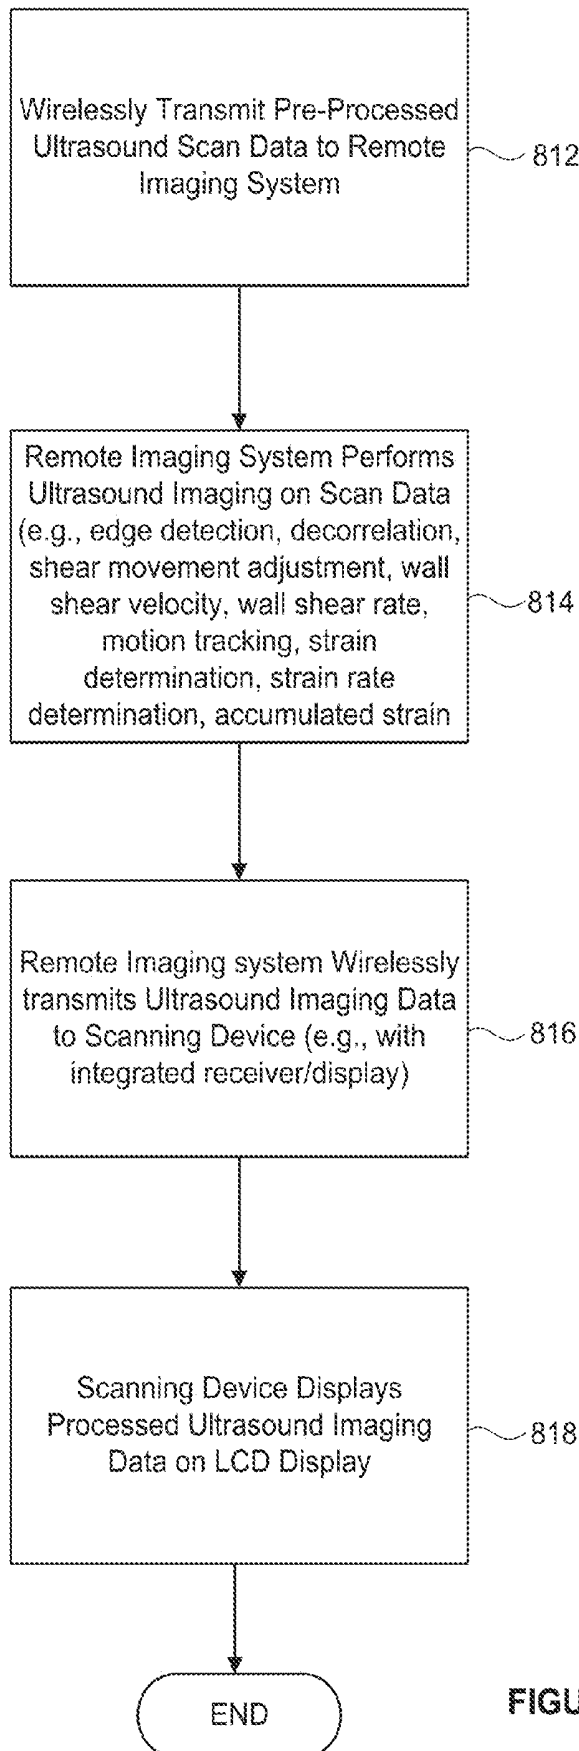 Wirelessly Transmit Pre-Processed
Ultrasound Scan Data to Remote
Imaging System
812
Remote Imaging System Performs
Ultrasound Imaging on Scan Data
(e.g., edge detection, decorrelation,
shear movement adjustment, wall
shear velocity, wall shear rate,
motion tracking, strain
determination, strain rate
determination, accumulated strain
814
Remote Imaging system Wirelessly
transmits Ultrasound Imaging Data
to Scanning Device (e.g., with
integrated receiver/display)
816
Scanning Device Displays
Processed Ultrasound Imaging
Data on LCD Display
818
END
FIGU